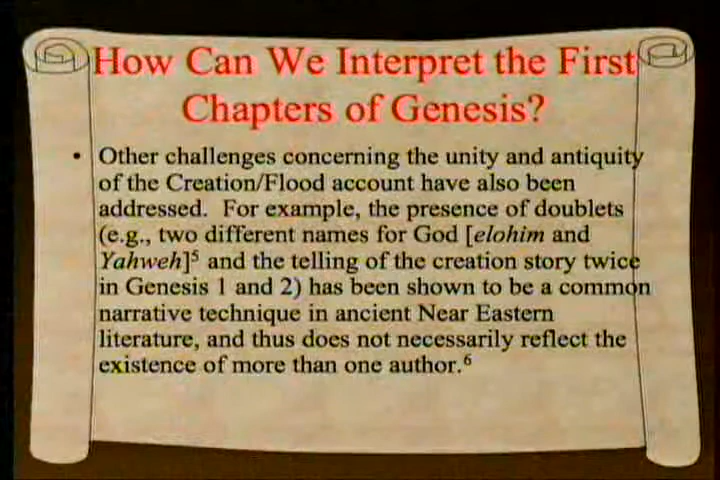 How Can We Interpret the First
Chapters of Genesis?
• Other challenges concerning the unity and antiquity
of the Creation/Flood account have also been
addressed. For example, the presence of doublets
(e.g., two different names for God [elohim and
Yahweh]⁵ and the telling of the creation story twice
in Genesis 1 and 2) has been shown to be a common
narrative technique in ancient Near Eastern
literature, and thus does not necessarily reflect the
existence of more than one author.⁶